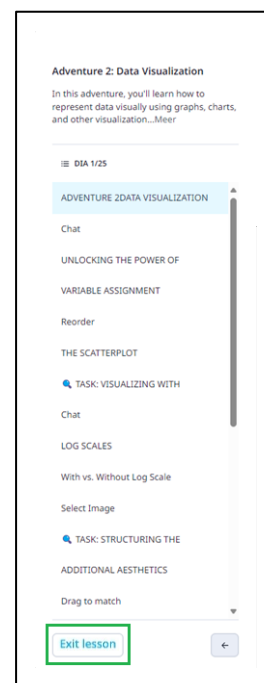 Adventure 2: Data Visualization
In this adventure, you'll learn how to
represent data visually using graphs, charts,
and other visualization...Meer
DIA 1/25
ADVENTURE 2DATA VISUALIZATION
Chat
UNLOCKING THE POWER OF
VARIABLE ASSIGNMENT
Reorder
THE SCATTERPLOT
🔍 TASK: VISUALIZING WITH
Chat
LOG SCALES
With vs. Without Log Scale
Select Image
🔍 TASK: STRUCTURING THE
ADDITIONAL AESTHETICS
Drag to match
Exit lesson